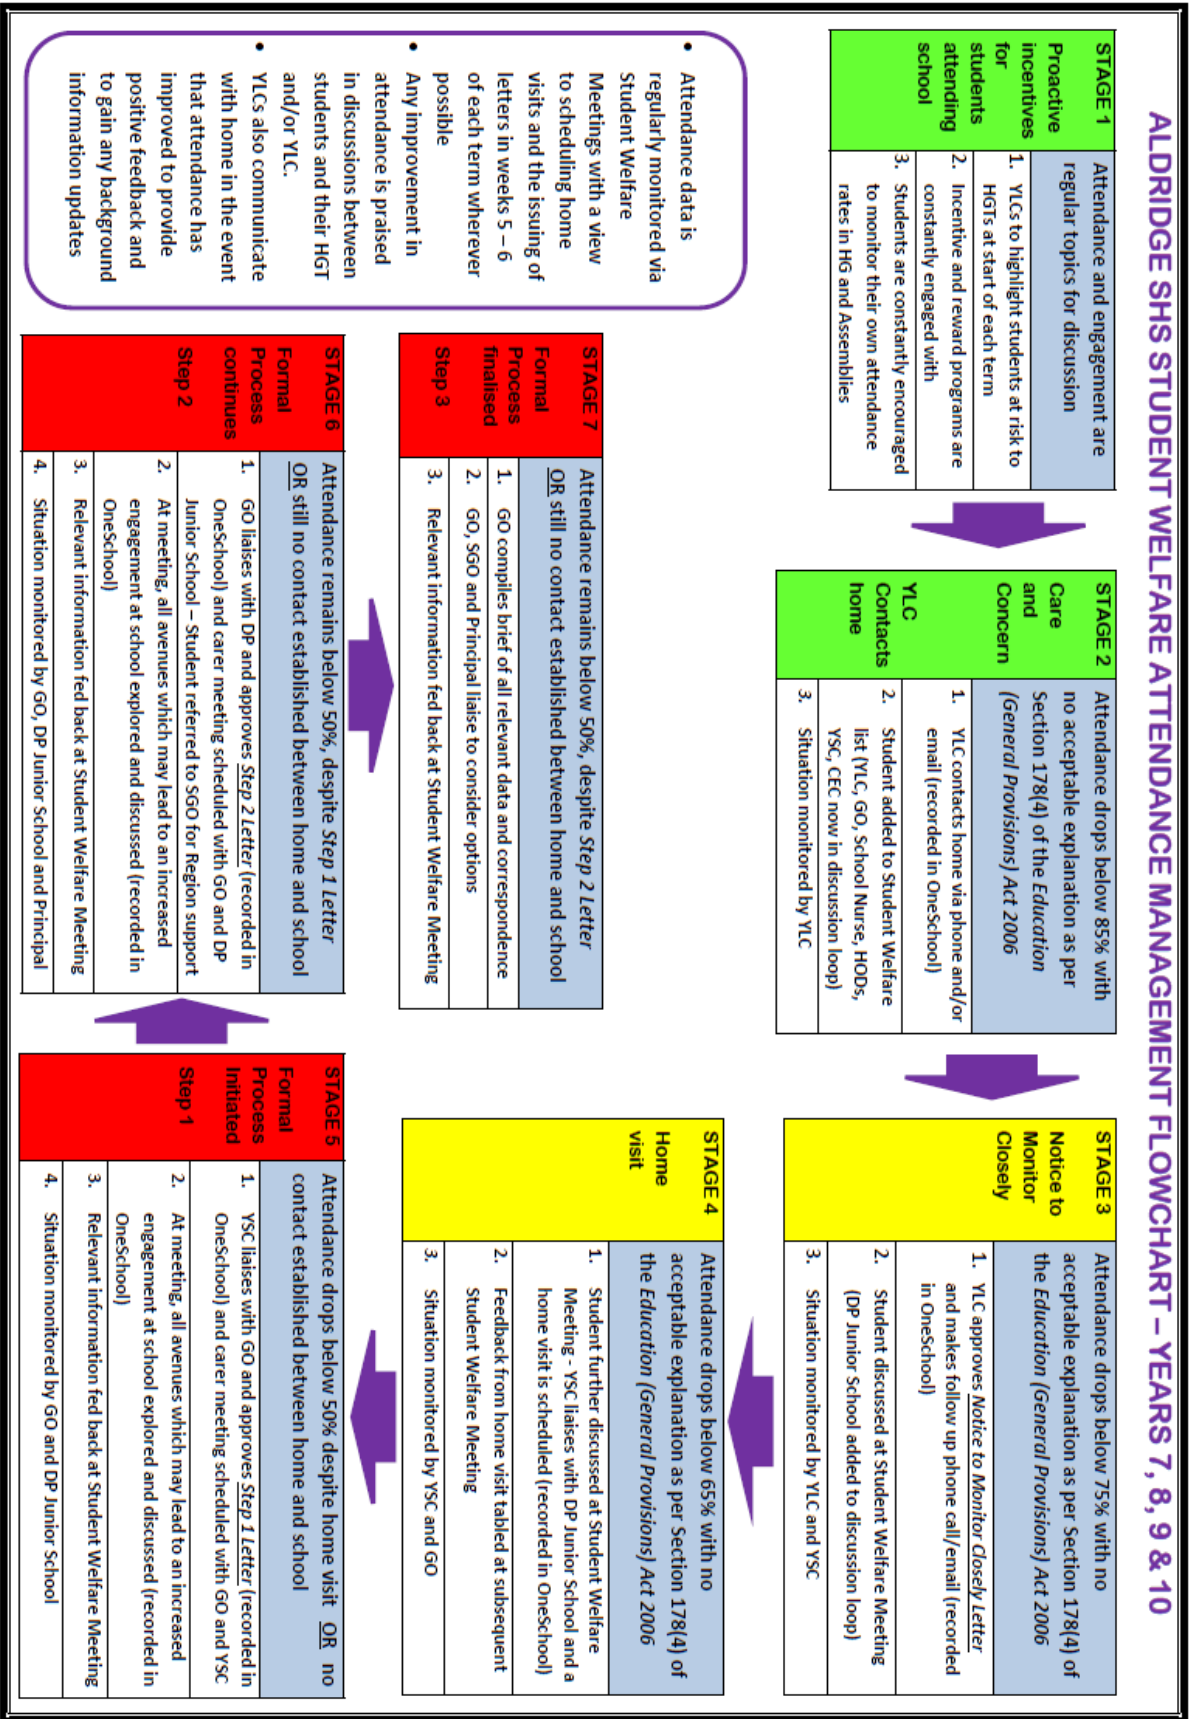 ALDRIDGE SHS STUDENT WELFARE ATTENDANCE MANAGEMENT FLOWCHART – YEARS 7, 8, 9 & 10
STAGE 1
Proactive
incentives
for
students
attending
school
Attendance and engagement are
regular topics for discussion
1. YLCs to highlight students at risk to
HGTs at start of each term
2. Incentive and reward programs are
constantly engaged with
3. Students are constantly encouraged
to monitor their own attendance
rates in HG and Assemblies
STAGE 2
Care
and
Concern
YLC
Contacts
home
Attendance drops below 85% with
no acceptable explanation as per
Section 178(4) of the Education
(General Provisions) Act 2006
1. YLC contacts home via phone and/or
email (recorded in OneSchool)
2. Student added to Student Welfare
list (YLC, GO, School Nurse, HODs,
YSC, CEC now in discussion loop)
3. Situation monitored by YLC
STAGE 3
Notice to
Monitor
Closely
Attendance drops below 75% with no
acceptable explanation as per Section 178(4) of
the Education (General Provisions) Act 2006
1. YLC approves Notice to Monitor Closely Letter
and makes follow up phone call/email (recorded
in OneSchool)
2. Student discussed at Student Welfare Meeting
(DP Junior School added to discussion loop)
3. Situation monitored by YLC and YSC
STAGE 4
Home
visit
Attendance drops below 65% with no
acceptable explanation as per Section 178(4) of
the Education (General Provisions) Act 2006
1. Student further discussed at Student Welfare
Meeting - YSC liaises with DP Junior School and a
home visit is scheduled (recorded in OneSchool)
2. Feedback from home visit tabled at subsequent
Student Welfare Meeting
3. Situation monitored by YSC and GO
STAGE 5
Formal
Process
Initiated
Step 1
Attendance drops below 50% despite home visit OR no
contact established between home and school
1. YSC liaises with GO and approves Step 1 Letter (recorded in
OneSchool) and carer meeting scheduled with GO and YSC
2. At meeting, all avenues which may lead to an increased
engagement at school explored and discussed (recorded in
OneSchool)
3. Relevant information fed back at Student Welfare Meeting
4. Situation monitored by GO and DP Junior School
STAGE 6
Formal
Process
continues
Step 2
Attendance remains below 50%, despite Step 1 Letter
OR still no contact established between home and school
1. GO liaises with DP and approves Step 2 Letter (recorded in
OneSchool) and carer meeting scheduled with GO and DP
Junior School – Student referred to SGO for Region support
2. At meeting, all avenues which may lead to an increased
engagement at school explored and discussed (recorded in
OneSchool)
3. Relevant information fed back at Student Welfare Meeting
4. Situation monitored by GO, DP Junior School and Principal
STAGE 7
Formal
Process
finalised
Step 3
Attendance remains below 50%, despite Step 2 Letter
OR still no contact established between home and school
1. GO compiles brief of all relevant data and correspondence
2. GO, SGO and Principal liaise to consider options
3. Relevant information fed back at Student Welfare Meeting
• Attendance data is
regularly monitored via
Student Welfare
Meetings with a view
to scheduling home
visits and the issuing of
letters in weeks 5 – 6
of each term wherever
possible
• Any improvement in
attendance is praised
in discussions between
students and their HGT
and/or YLC.
• YLCs also communicate
with home in the event
that attendance has
improved to provide
positive feedback and
to gain any background
information updates